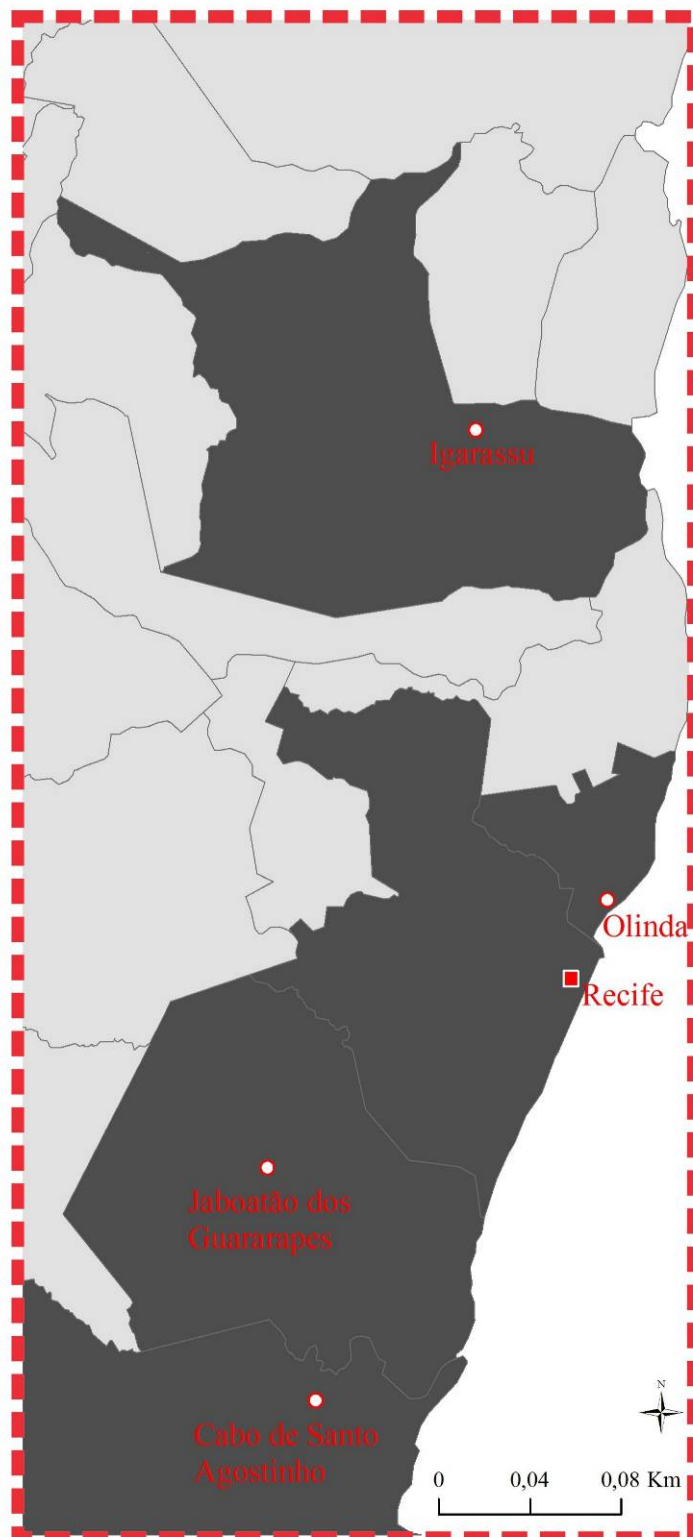 Igarassu
Olinda
Recife
Jaboatão dos
Guararapes
Cabo de Santo
Agostinho
N
0 0,04 0,08 Km